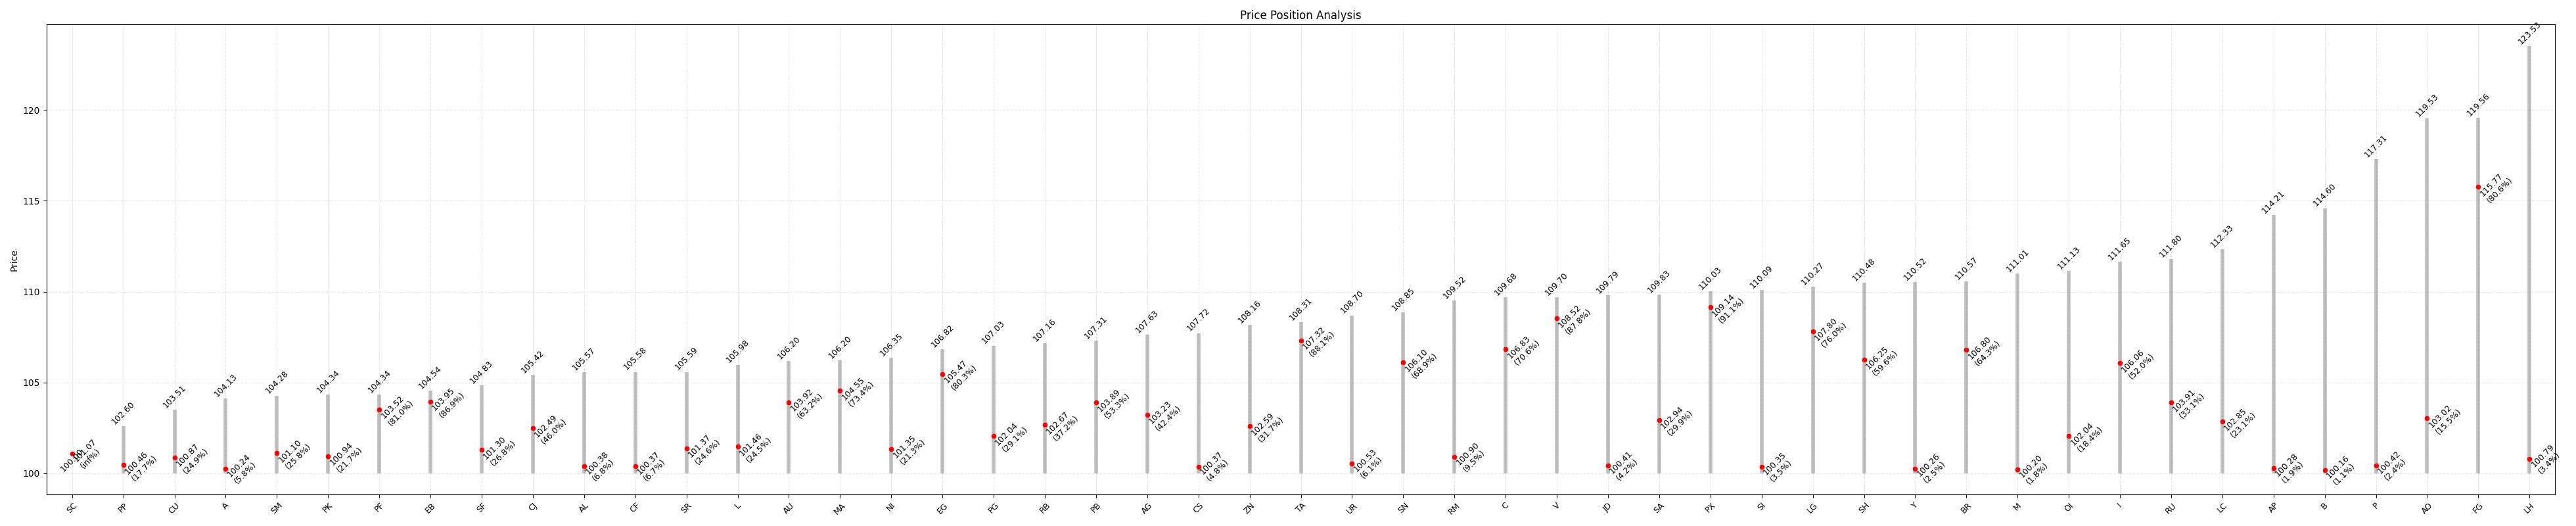 Price Position Analysis
Price
120
115
110
105
100
100.00
101.07
(inf%)
102.60
100.46
(17.7%)
103.51
100.87
(24.9%)
104.13
100.24
(5.8%)
104.28
101.10
(25.8%)
104.34
100.94
(21.7%)
104.34
103.52
(81.0%)
104.54
103.95
(86.9%)
104.83
101.30
(26.8%)
105.42
102.49
(46.0%)
105.57
100.38
(6.8%)
105.58
100.37
(6.7%)
105.59
101.37
(24.6%)
105.98
101.46
(24.5%)
106.20
103.92
(63.2%)
106.20
104.55
(73.4%)
106.35
101.35
(21.3%)
106.82
105.47
(80.3%)
107.03
102.04
(29.1%)
107.16
102.67
(37.2%)
107.31
103.89
(53.3%)
107.63
103.23
(42.4%)
107.72
100.37
(4.8%)
108.16
102.59
(31.7%)
108.31
107.32
(88.1%)
108.70
100.53
(6.1%)
108.85
106.10
(68.9%)
109.52
100.90
(9.5%)
109.68
106.83
(70.6%)
109.70
108.52
(87.8%)
109.79
100.41
(4.2%)
109.83
102.94
(29.9%)
110.03
109.14
(91.1%)
110.09
100.35
(3.5%)
110.27
107.80
(76.0%)
110.48
106.25
(59.6%)
110.52
100.26
(2.5%)
110.57
106.80
(64.3%)
111.01
100.20
(1.8%)
111.13
102.04
(18.4%)
111.65
106.06
(52.0%)
111.80
103.91
(33.1%)
112.33
102.85
(23.1%)
114.21
100.28
(1.9%)
114.60
100.16
(1.1%)
117.31
100.42
(2.4%)
119.53
103.02
(15.5%)
119.56
115.77
(80.6%)
123.53
100.79
(3.4%)
SC
PP
CU
A
SM
PK
PF
EB
SF
CJ
AL
CF
SR
L
AU
MA
NI
EG
PG
RB
PB
AG
CS
ZN
TA
UR
SN
RM
C
V
JD
SA
PX
SI
LG
SH
Y
BR
M
OI
I
RU
LC
AP
B
P
AO
FG
LH